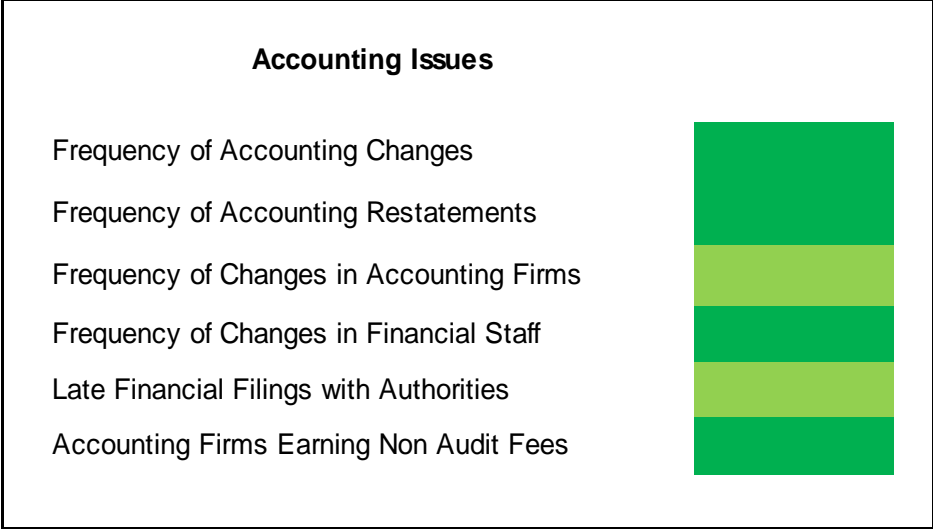 Accounting Issues
Frequency of Accounting Changes
Frequency of Accounting Restatements
Frequency of Changes in Accounting Firms
Frequency of Changes in Financial Staff
Late Financial Filings with Authorities
Accounting Firms Earning Non Audit Fees